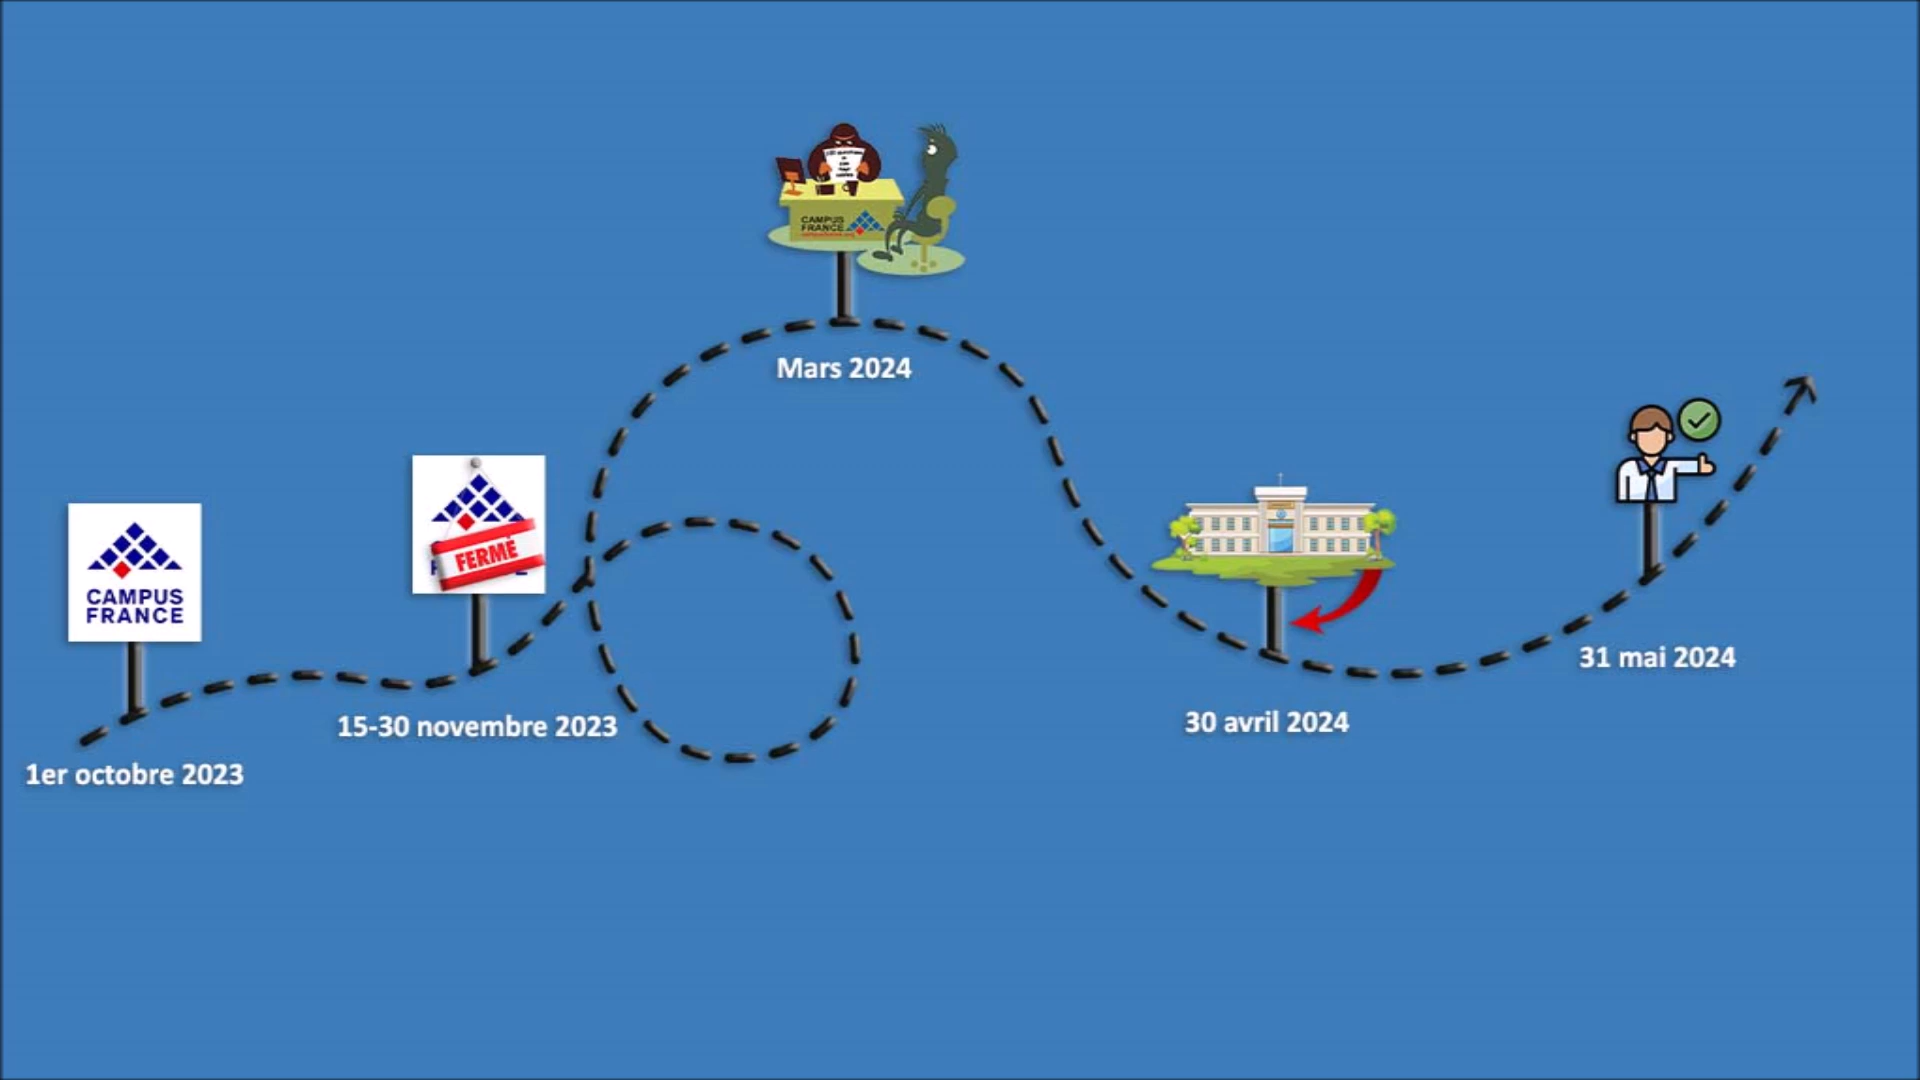 CAMPUS
FRANCE
1er octobre 2023
FERMÉ
15-30 novembre 2023
CAMPUS
FRANCE
Mars 2024
30 avril 2024
31 mai 2024